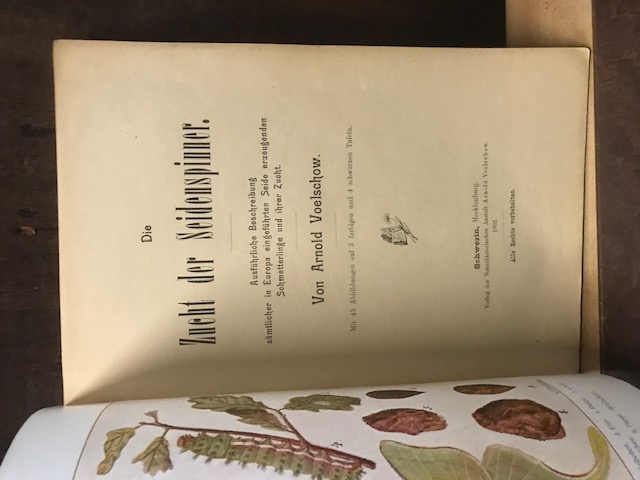 Die
Zucht der Seidenspinner.
Ausführliche Beschreibung
sämtlicher in Europa eingeführten Seide erzeugenden
Schmetterlinge und ihrer Zucht.
Von Arnold Voelschow.
Mit 45 Abbildungen auf 3 farbigen und 4 schwarzen Tafeln.
Schwerin, Mecklenburg.
Verlag der Naturhistorischen Anstalt Arnold Voelschow.
1902.
Alle Rechte vorbehalten.